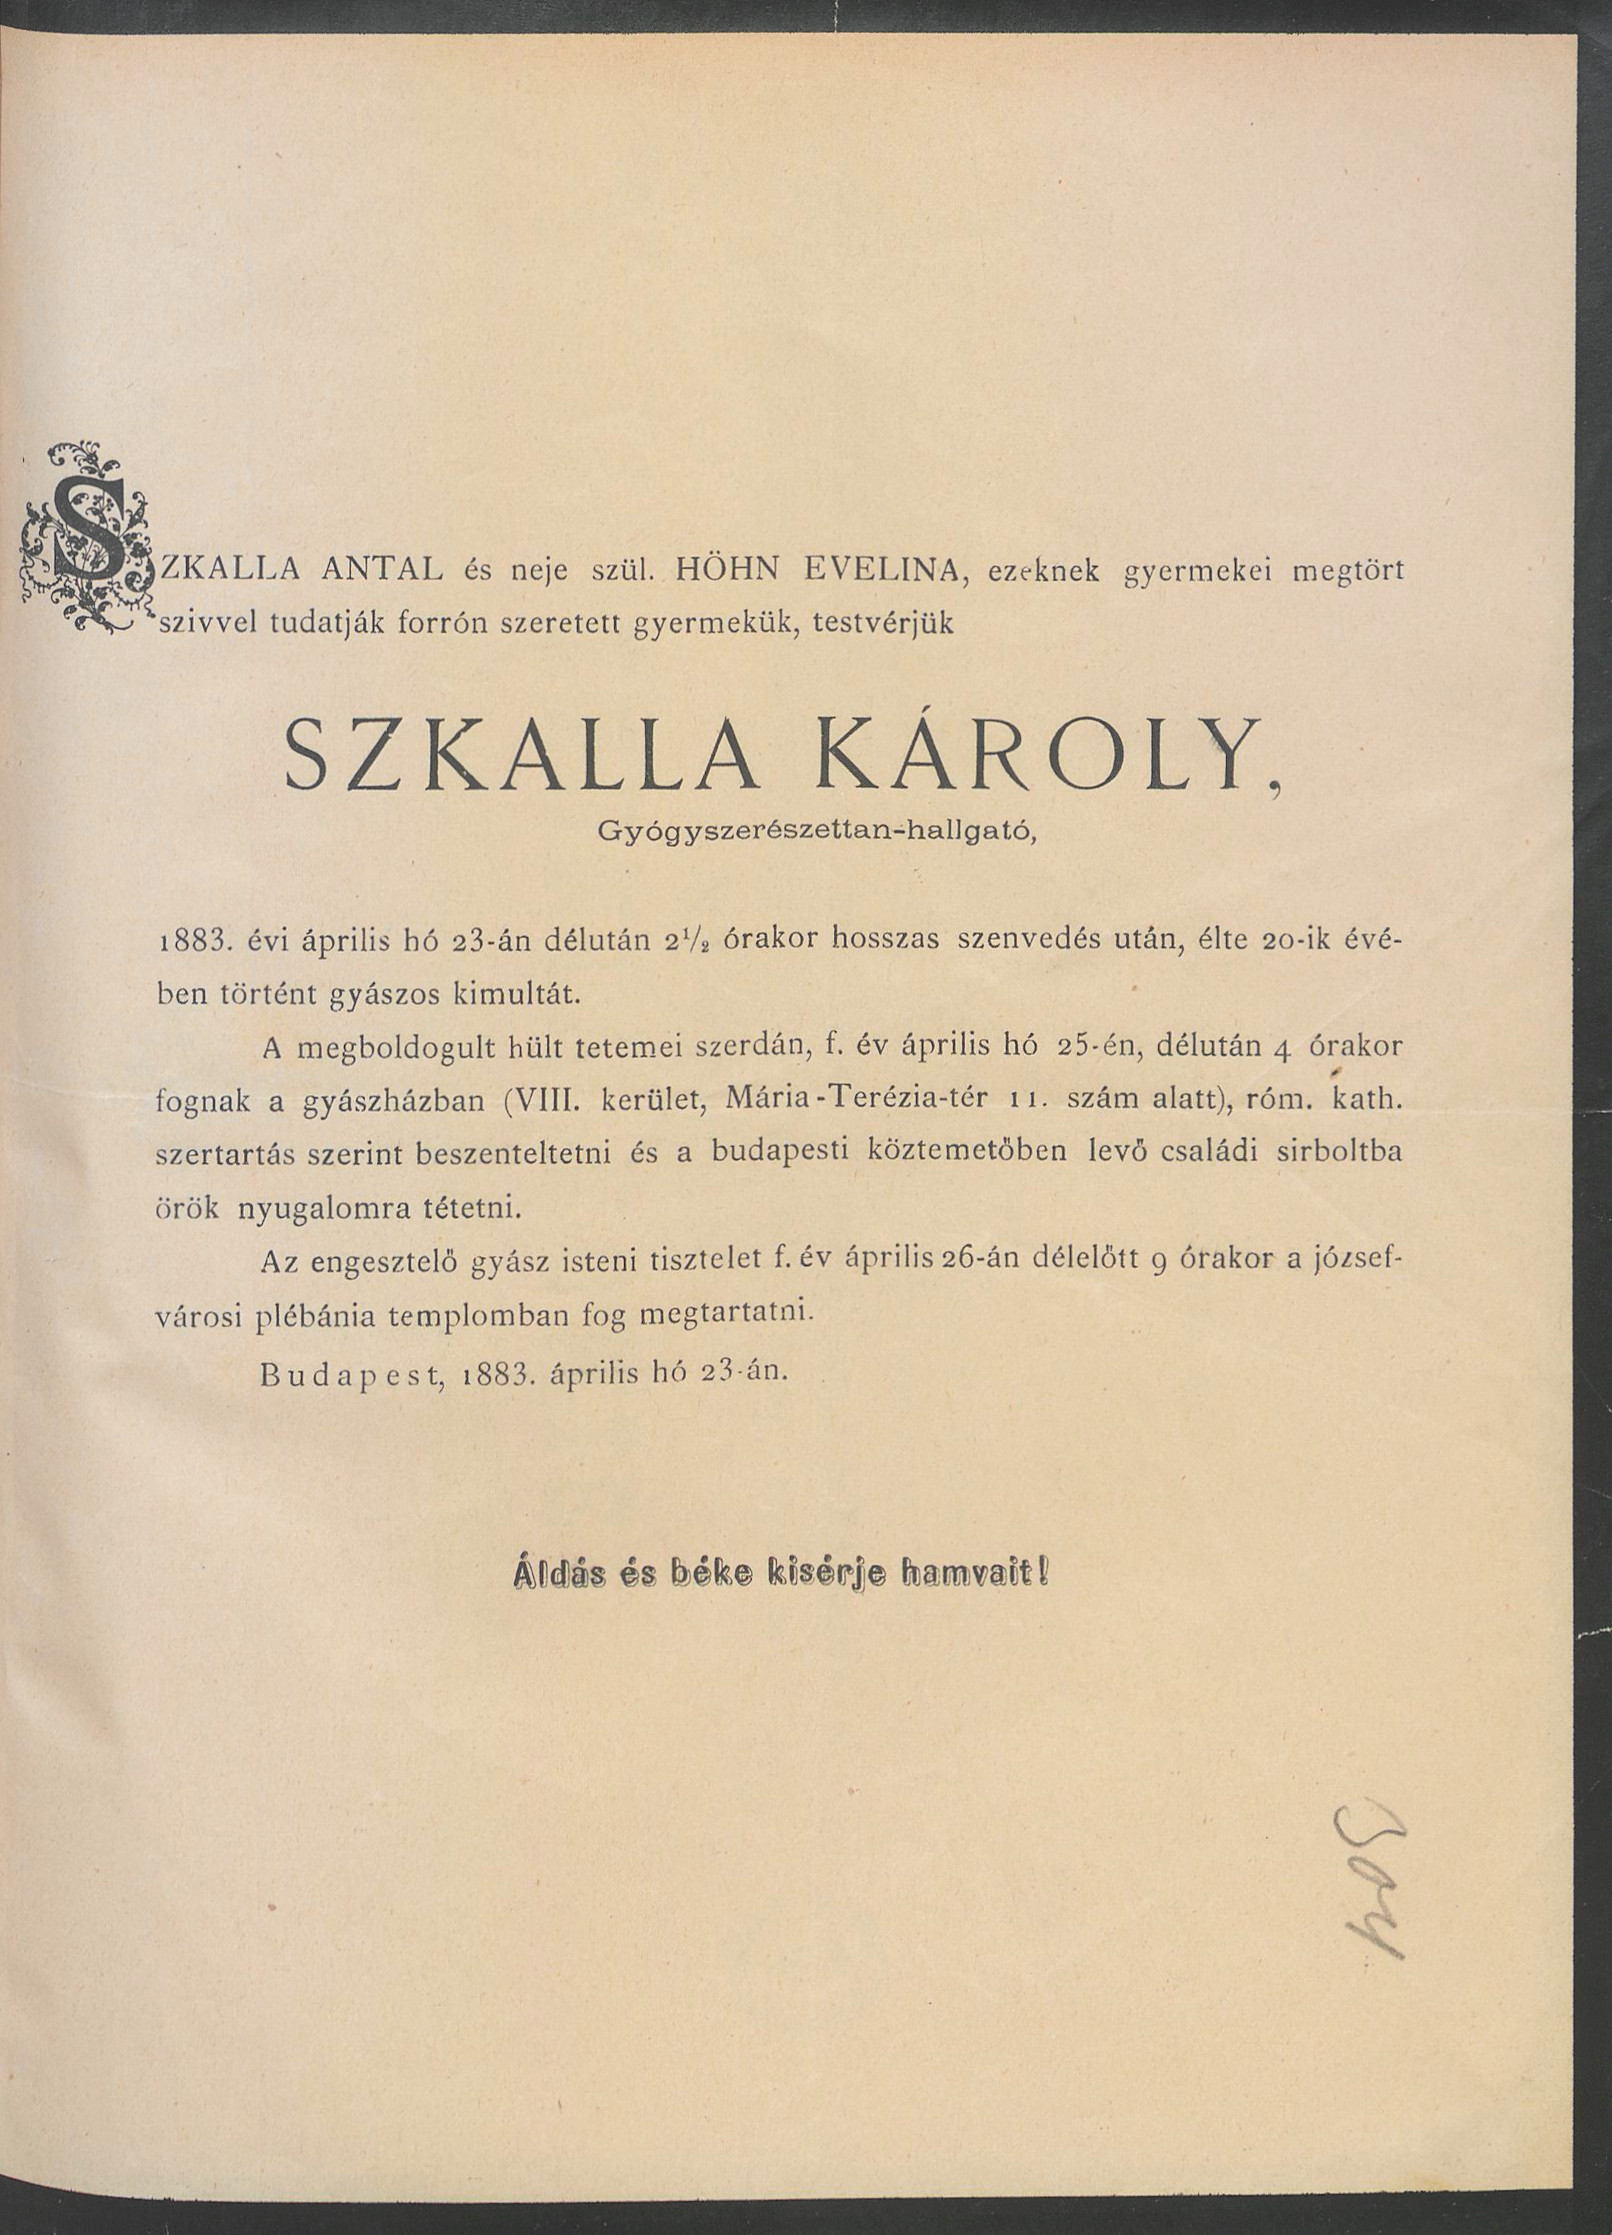 SZKALLA ANTAL és neje szül. HÖHN EVELINA, ezeknek gyermekei megtört
szivvel tudatják forrón szeretett gyermekük, testvérjük
SZKALLA KÁROLY,
Gyógyszerészettan-hallgató,
1883. évi április hó 23-án délután 2¹/₂ órakor hosszas szenvedés után, élte 20-ik évé-
ben történt gyászos kimultát.
A megboldogult hült tetemei szerdán, f. év április hó 25-én, délután 4 órakor
fognak a gyászházban (VIII. kerület, Mária-Terézia-tér 11. szám alatt), róm. kath.
szertartás szerint beszenteltetni és a budapesti köztemetőben levő családi sirboltba
örök nyugalomra tétetni.
Az engesztelő gyász isteni tisztelet f. év április 26-án délelőtt 9 órakor a józsef-
városi plébánia templomban fog megtartatni.
Budapest, 1883. április hó 23-án.
Áldás és béke kisérje hamvait!